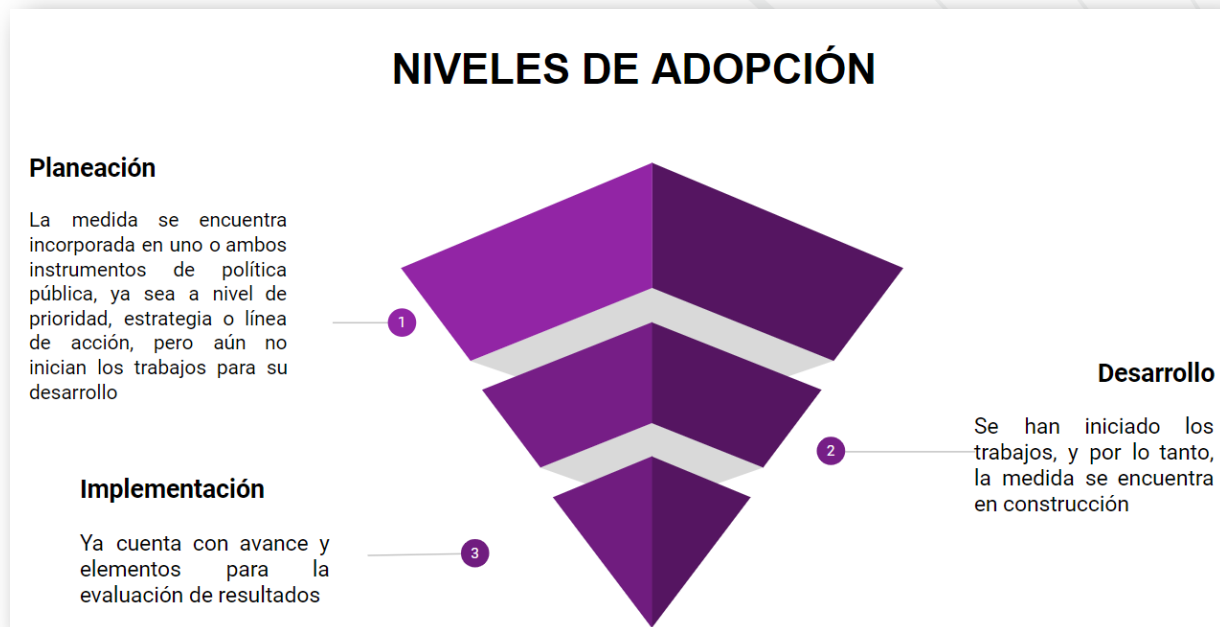 NIVELES DE ADOPCIÓN
Planeación
La medida se encuentra
incorporada en uno o ambos
instrumentos de política
pública, ya sea a nivel de
prioridad, estrategia o línea
de acción, pero aún no
inician los trabajos para su
desarrollo
1
Desarrollo
Se han iniciado los
trabajos, y por lo tanto,
la medida se encuentra
en construcción
2
Implementación
Ya cuenta con avance y
elementos para la
evaluación de resultados
3